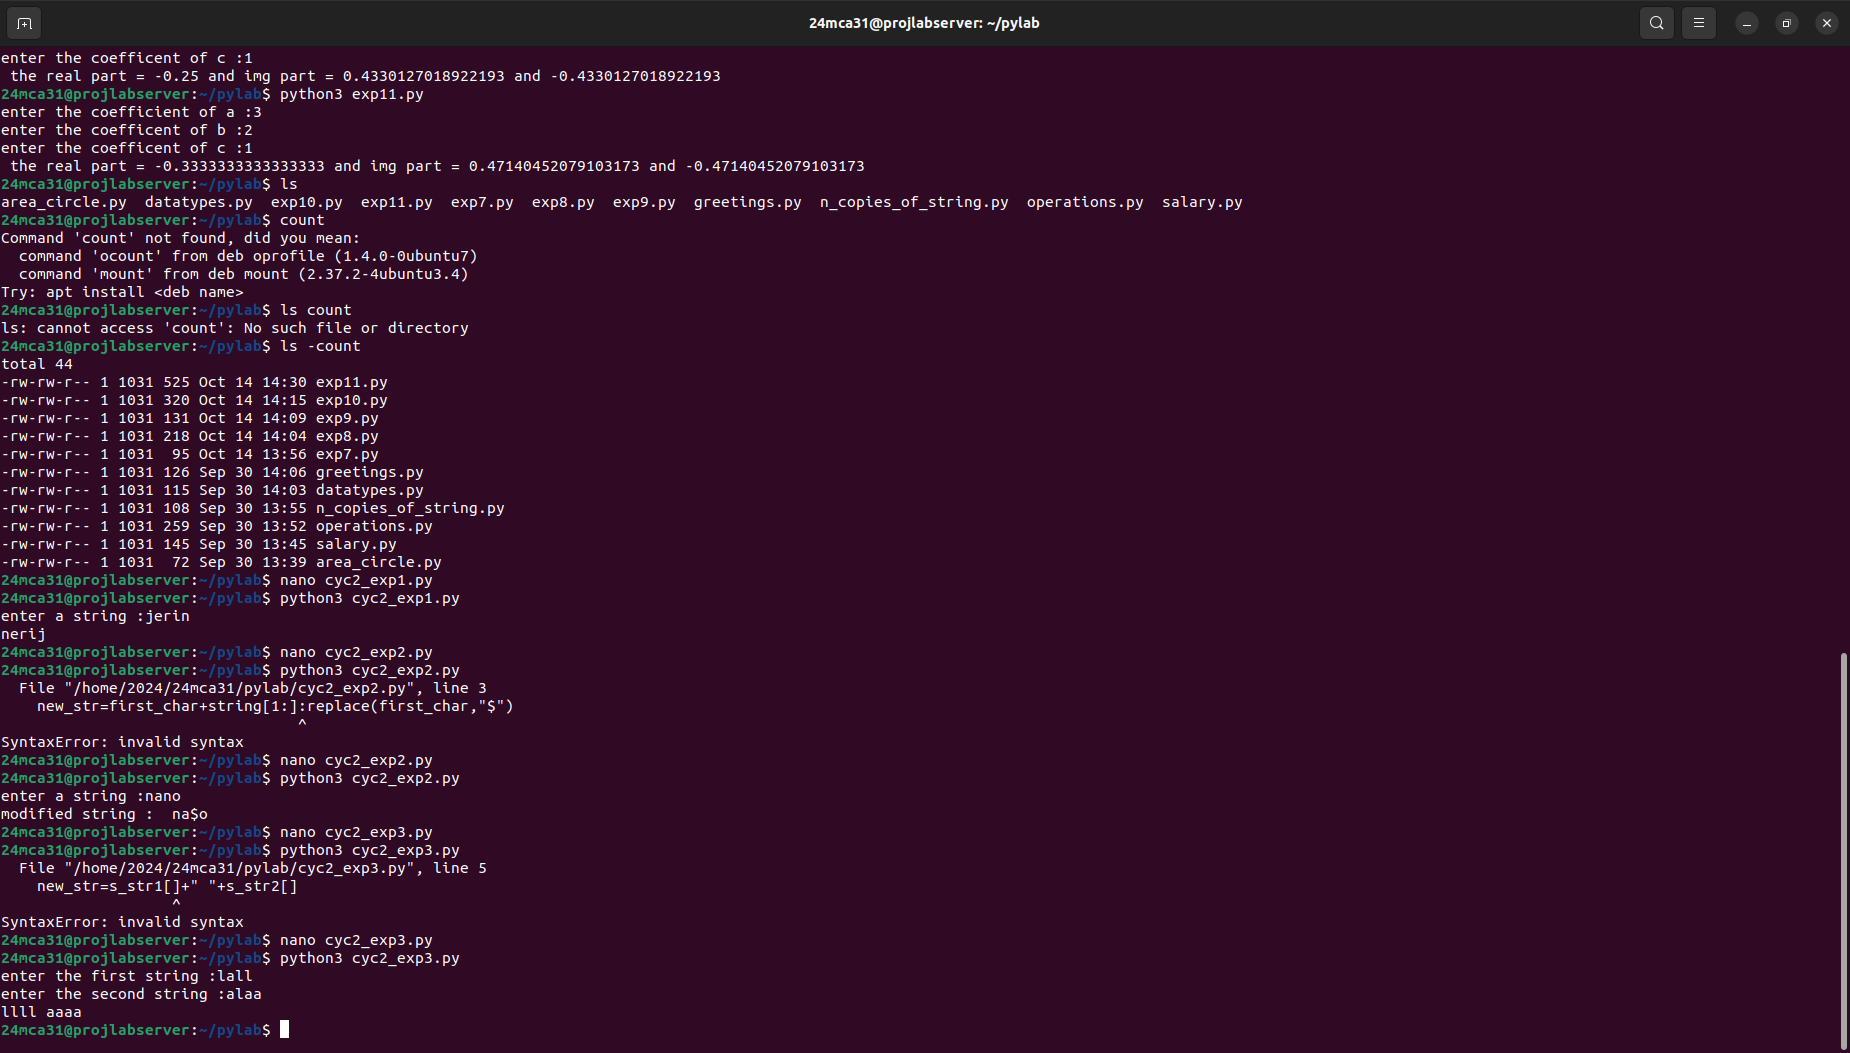 24mca31@projlabserver: ~/pylab
enter the coefficent of c :1
 the real part = -0.25 and img part = 0.4330127018922193 and -0.4330127018922193
24mca31@projlabserver:~/pylab$ python3 exp11.py
enter the coefficient of a :3
enter the coefficent of b :2
enter the coefficent of c :1
 the real part = -0.3333333333333333 and img part = 0.47140452079103173 and -0.47140452079103173
24mca31@projlabserver:~/pylab$ ls
area_circle.py  datatypes.py  exp10.py  exp11.py  exp7.py  exp8.py  exp9.py  greetings.py  n_copies_of_string.py  operations.py  salary.py
24mca31@projlabserver:~/pylab$ count
Command 'count' not found, did you mean:
  command 'ocount' from deb oprofile (1.4.0-0ubuntu7)
  command 'mount' from deb mount (2.37.2-4ubuntu3.4)
Try: apt install <deb name>
24mca31@projlabserver:~/pylab$ ls count
ls: cannot access 'count': No such file or directory
24mca31@projlabserver:~/pylab$ ls -count
total 44
-rw-rw-r-- 1 1031 525 Oct 14 14:30 exp11.py
-rw-rw-r-- 1 1031 320 Oct 14 14:15 exp10.py
-rw-rw-r-- 1 1031 131 Oct 14 14:09 exp9.py
-rw-rw-r-- 1 1031 218 Oct 14 14:04 exp8.py
-rw-rw-r-- 1 1031  95 Oct 14 13:56 exp7.py
-rw-rw-r-- 1 1031 126 Sep 30 14:06 greetings.py
-rw-rw-r-- 1 1031 115 Sep 30 14:03 datatypes.py
-rw-rw-r-- 1 1031 108 Sep 30 13:55 n_copies_of_string.py
-rw-rw-r-- 1 1031 259 Sep 30 13:52 operations.py
-rw-rw-r-- 1 1031 145 Sep 30 13:45 salary.py
-rw-rw-r-- 1 1031  72 Sep 30 13:39 area_circle.py
24mca31@projlabserver:~/pylab$ nano cyc2_exp1.py
24mca31@projlabserver:~/pylab$ python3 cyc2_exp1.py
enter a string :jerin
nerij
24mca31@projlabserver:~/pylab$ nano cyc2_exp2.py
24mca31@projlabserver:~/pylab$ python3 cyc2_exp2.py
  File "/home/2024/24mca31/pylab/cyc2_exp2.py", line 3
    new_str=first_char+string[1:]:replace(first_char,"$")
                                 ^
SyntaxError: invalid syntax
24mca31@projlabserver:~/pylab$ nano cyc2_exp2.py
24mca31@projlabserver:~/pylab$ python3 cyc2_exp2.py
enter a string :nano
modified string :  na$o
24mca31@projlabserver:~/pylab$ nano cyc2_exp3.py
24mca31@projlabserver:~/pylab$ python3 cyc2_exp3.py
  File "/home/2024/24mca31/pylab/cyc2_exp3.py", line 5
    new_str=s_str1[]+" "+s_str2[]
                   ^
SyntaxError: invalid syntax
24mca31@projlabserver:~/pylab$ nano cyc2_exp3.py
24mca31@projlabserver:~/pylab$ python3 cyc2_exp3.py
enter the first string :lall
enter the second string :alaa
llll aaaa
24mca31@projlabserver:~/pylab$